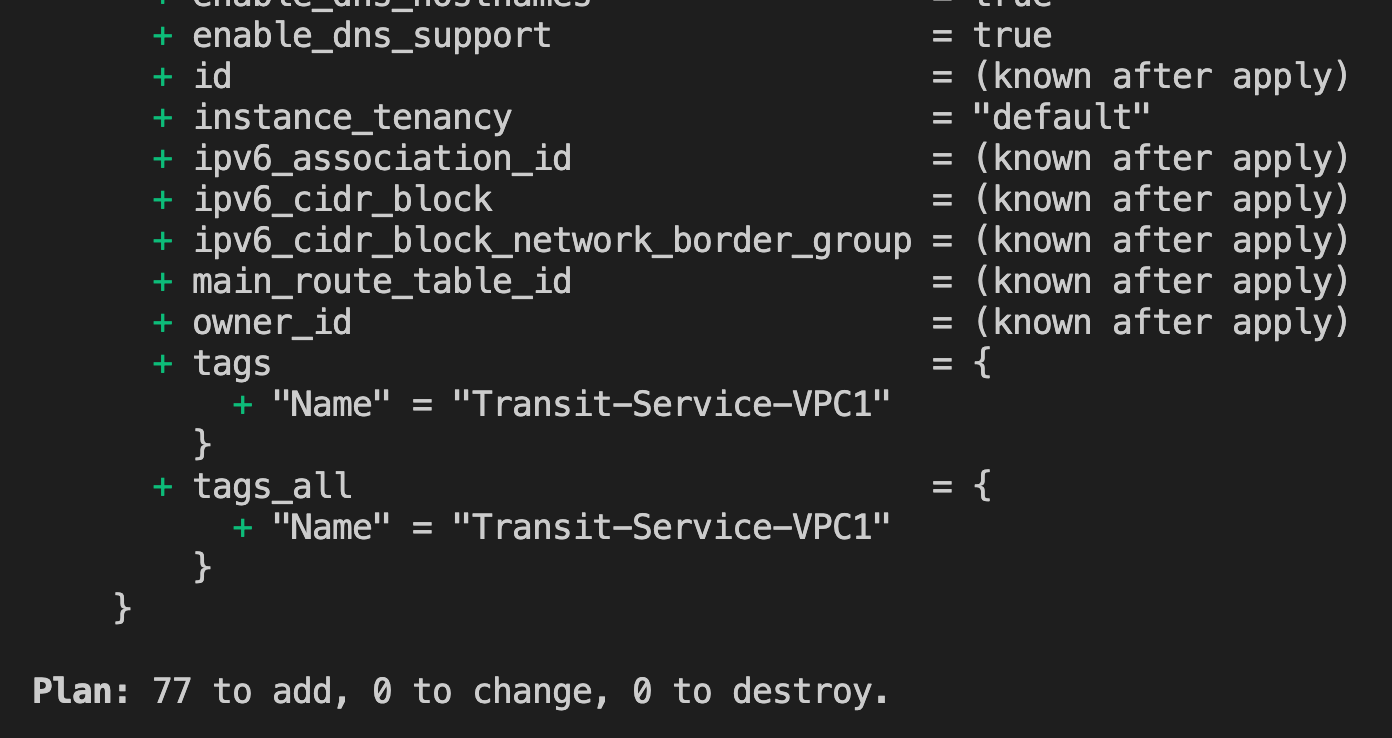 + enable_dns_hostnames = true
+ enable_dns_support = true
+ id = (known after apply)
+ instance_tenancy = "default"
+ ipv6_association_id = (known after apply)
+ ipv6_cidr_block = (known after apply)
+ ipv6_cidr_block_network_border_group = (known after apply)
+ main_route_table_id = (known after apply)
+ owner_id = (known after apply)
+ tags = {
+ "Name" = "Transit-Service-VPC1"
}
+ tags_all = {
+ "Name" = "Transit-Service-VPC1"
}
}
Plan: 77 to add, 0 to change, 0 to destroy.